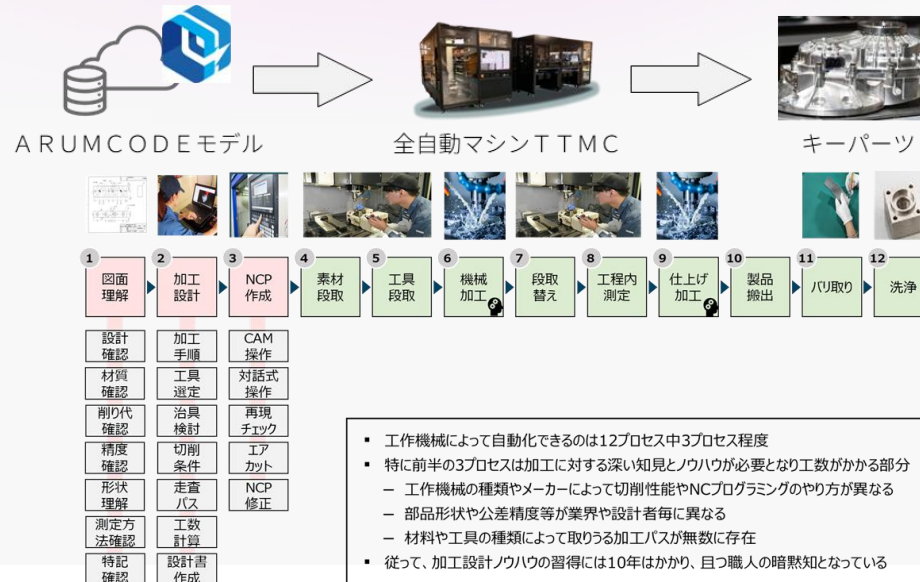 ARUMCODEモデル
全自動マシンTTMC
キーパーツ
1
図面
理解
2
加工
設計
3
NCP
作成
4
素材
段取
5
工具
段取
6
機械
加工
7
段取
替え
8
工程内
測定
9
仕上げ
加工
10
製品
搬出
11
バリ取り
12
洗浄
設計
確認
材質
確認
削り代
確認
精度
確認
形状
理解
測定方
法確認
特記
確認
加工
手順
工具
選定
治具
検討
切削
条件
走査
パス
工数
計算
設計書
作成
CAM
操作
対話式
操作
再現
チェック
エア
カット
NCP
修正
▪ 工作機械によって自動化できるのは12プロセス中3プロセス程度
▪ 特に前半の3プロセスは加工に対する深い知見とノウハウが必要となり工数がかかる部分
– 工作機械の種類やメーカーによって切削性能やNCプログラミングのやり方が異なる
– 部品形状や公差精度等が業界や設計者毎に異なる
– 材料や工具の種類によって取りうる加工パスが無数に存在
▪ 従って、加工設計ノウハウの習得には10年はかかり、且つ職人の暗黙知となっている